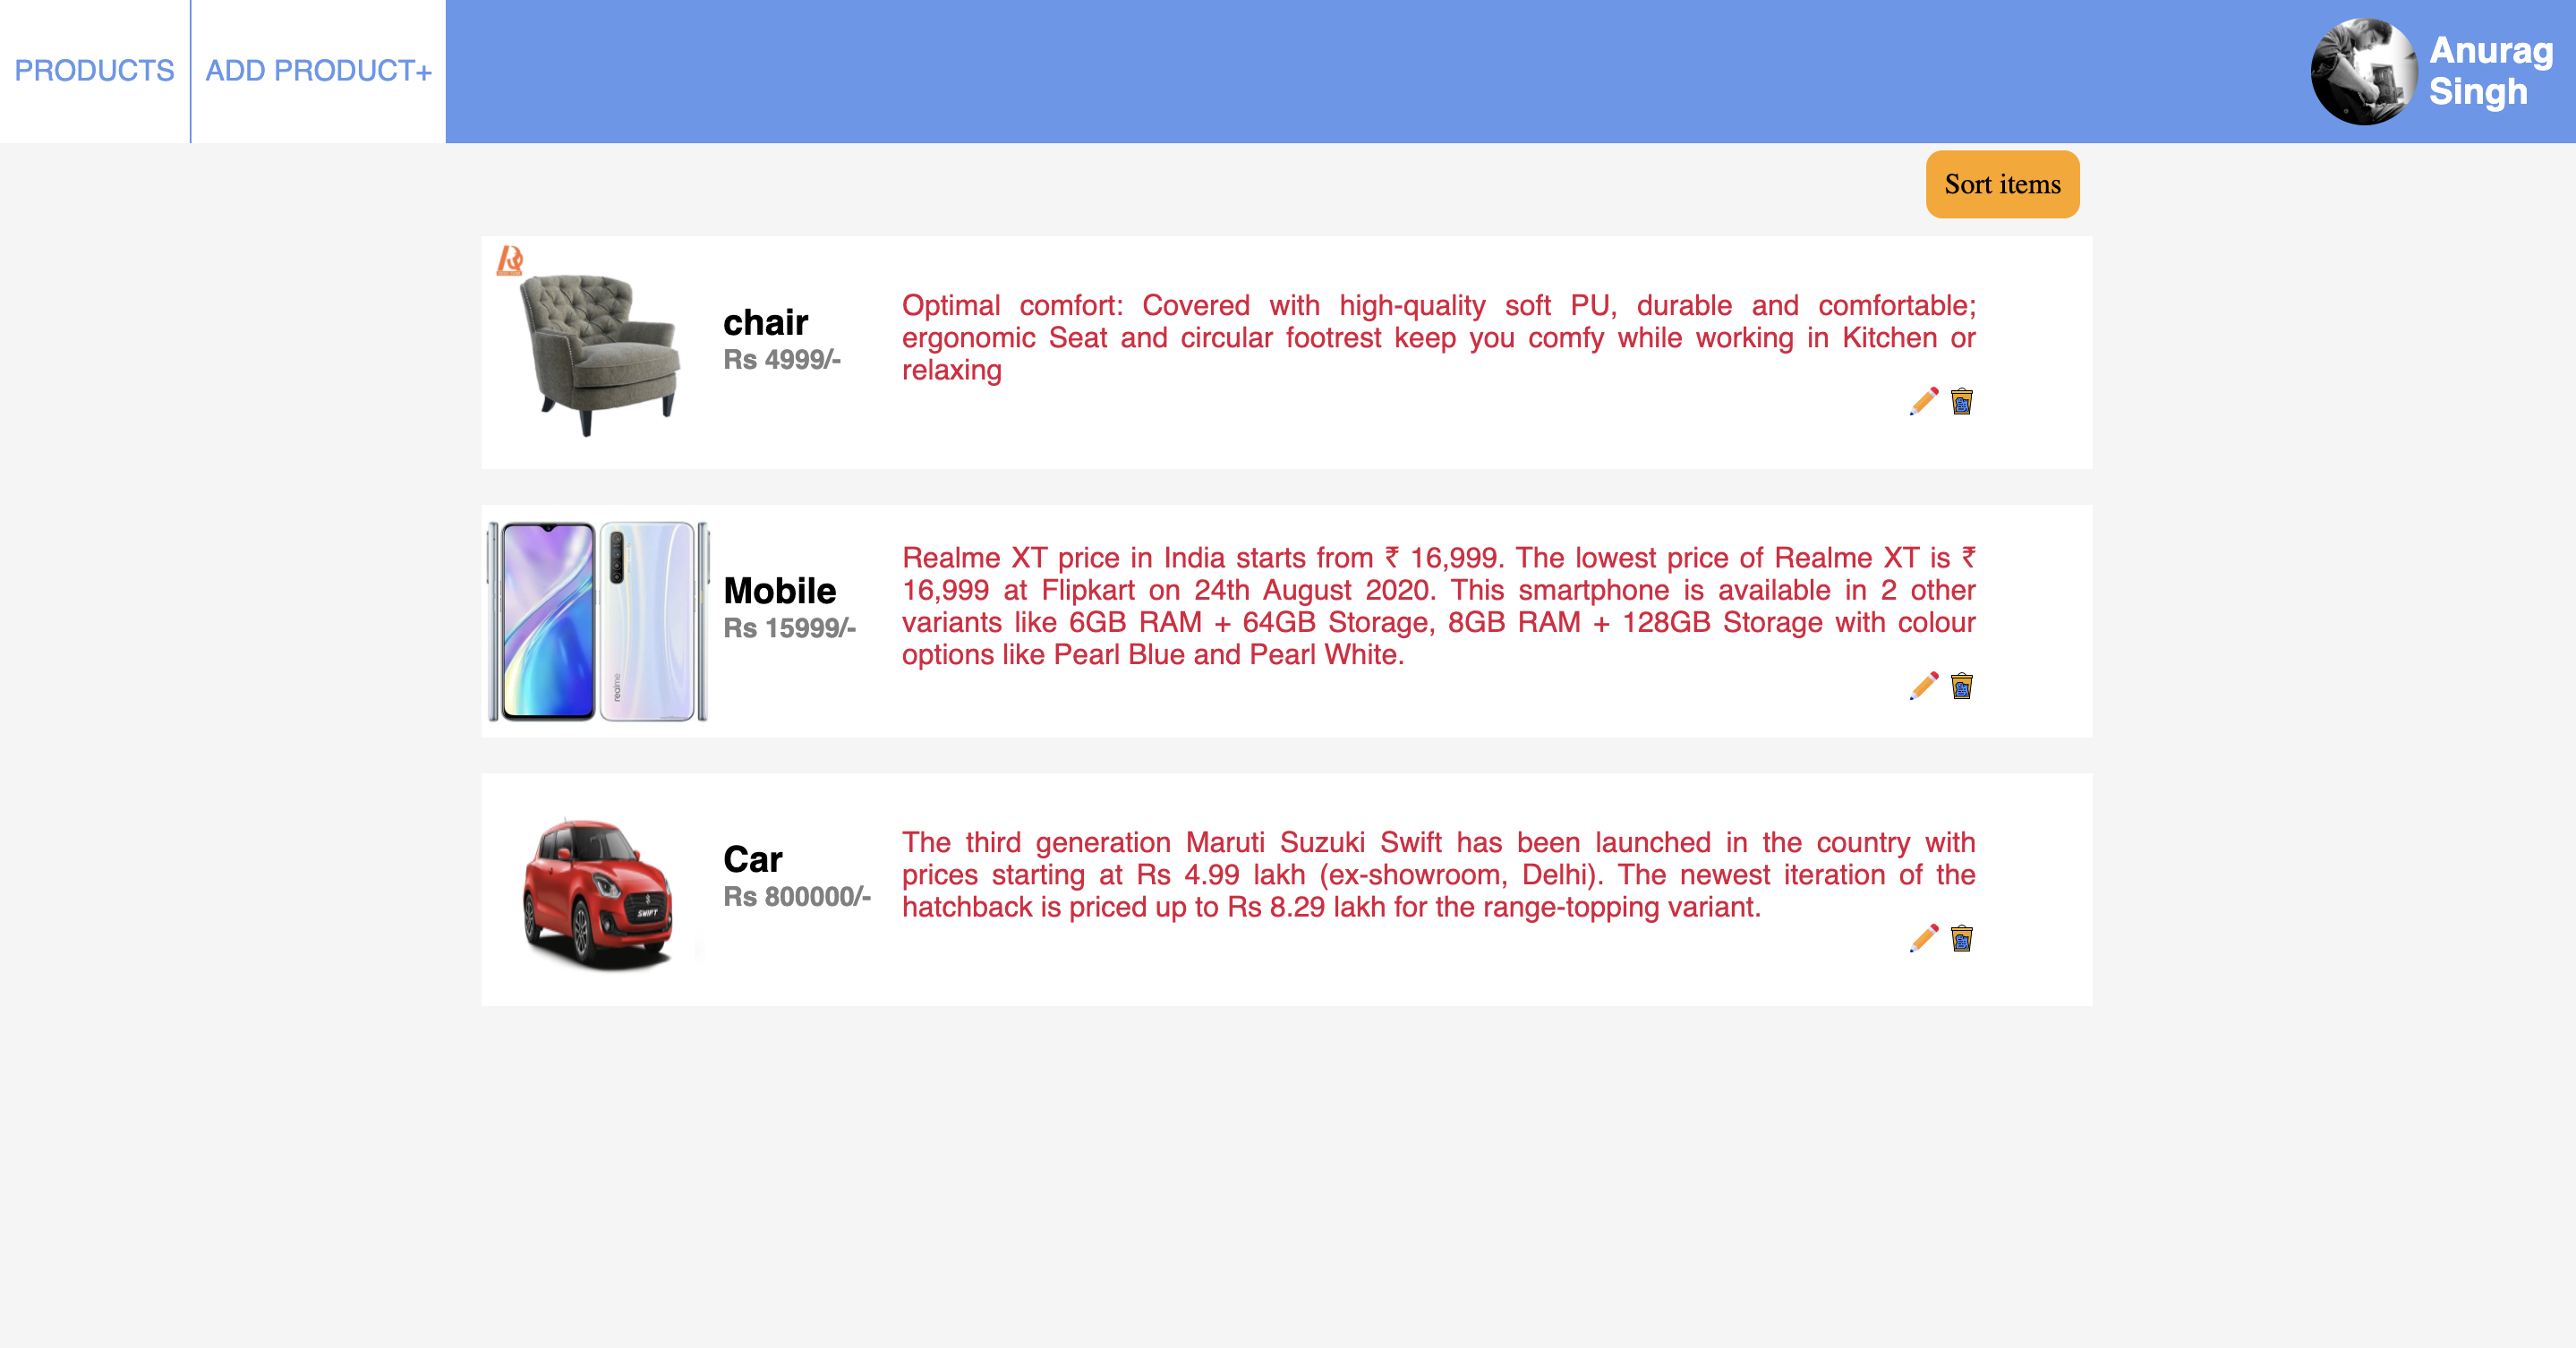 PRODUCTS
ADD PRODUCT+
Anurag
Singh
Sort items
chair
Rs 4999/-
Optimal comfort: Covered with high-quality soft PU, durable and comfortable;
ergonomic Seat and circular footrest keep you comfy while working in Kitchen or
relaxing
Mobile
Rs 15999/-
Realme XT price in India starts from ₹ 16,999. The lowest price of Realme XT is ₹
16,999 at Flipkart on 24th August 2020. This smartphone is available in 2 other
variants like 6GB RAM + 64GB Storage, 8GB RAM + 128GB Storage with colour
options like Pearl Blue and Pearl White.
realme
Car
Rs 800000/-
The third generation Maruti Suzuki Swift has been launched in the country with
prices starting at Rs 4.99 lakh (ex-showroom, Delhi). The newest iteration of the
hatchback is priced up to Rs 8.29 lakh for the range-topping variant.
SWIFT